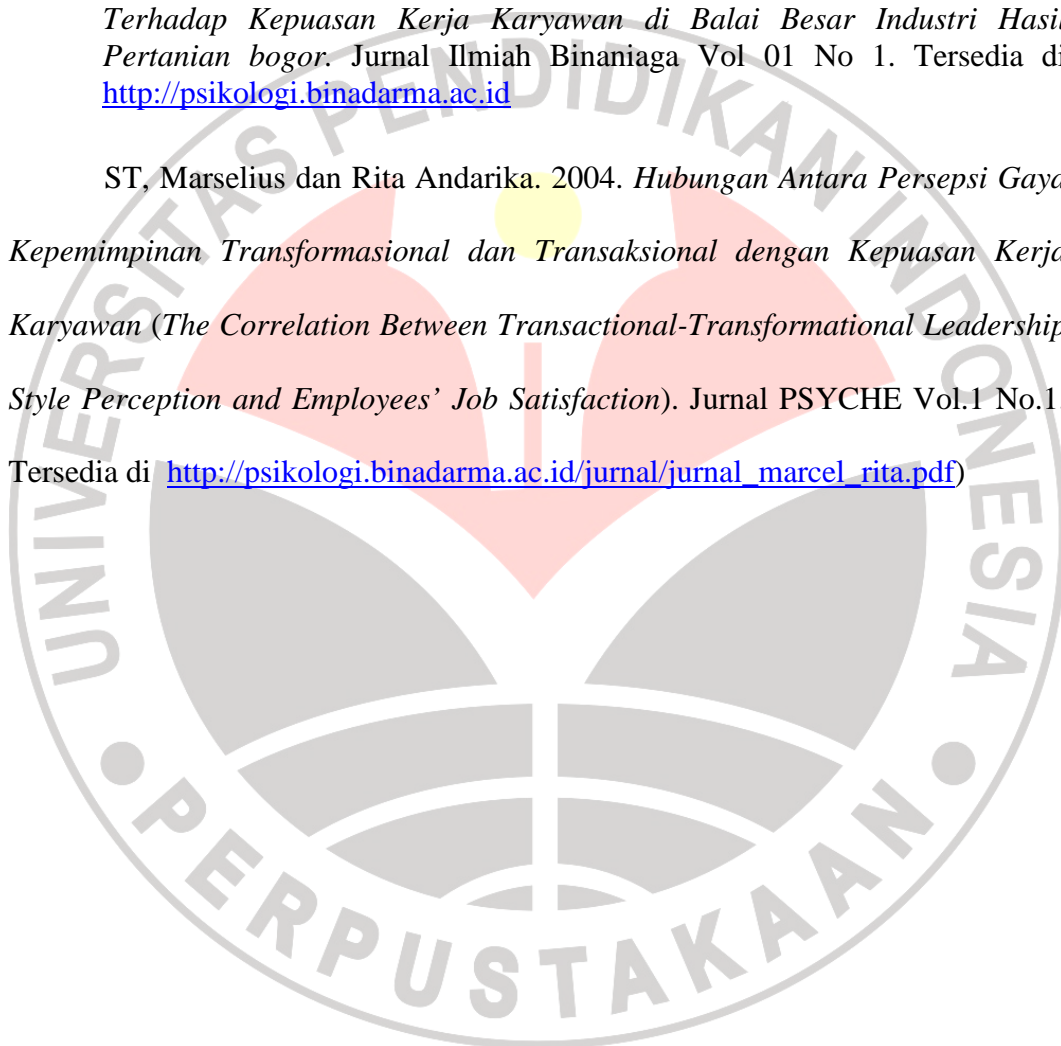 Terhadap Kepuasan Kerja Karyawan di Balai Besar Industri Hasil
Pertanian bogor. Jurnal Ilmiah Binaniaga Vol 01 No 1. Tersedia di
http://psikologi.binadarma.ac.id
ST, Marselius dan Rita Andarika. 2004. Hubungan Antara Persepsi Gaya
Kepemimpinan Transformasional dan Transaksional dengan Kepuasan Kerja
Karyawan (The Correlation Between Transactional-Transformational Leadership
Style Perception and Employees’ Job Satisfaction). Jurnal PSYCHE Vol.1 No.1.
Tersedia di http://psikologi.binadarma.ac.id/jurnal/jurnal_marcel_rita.pdf)
UNIVERSITAS PENDIDIKAN INDONESIA
PERPUSTAKAAN